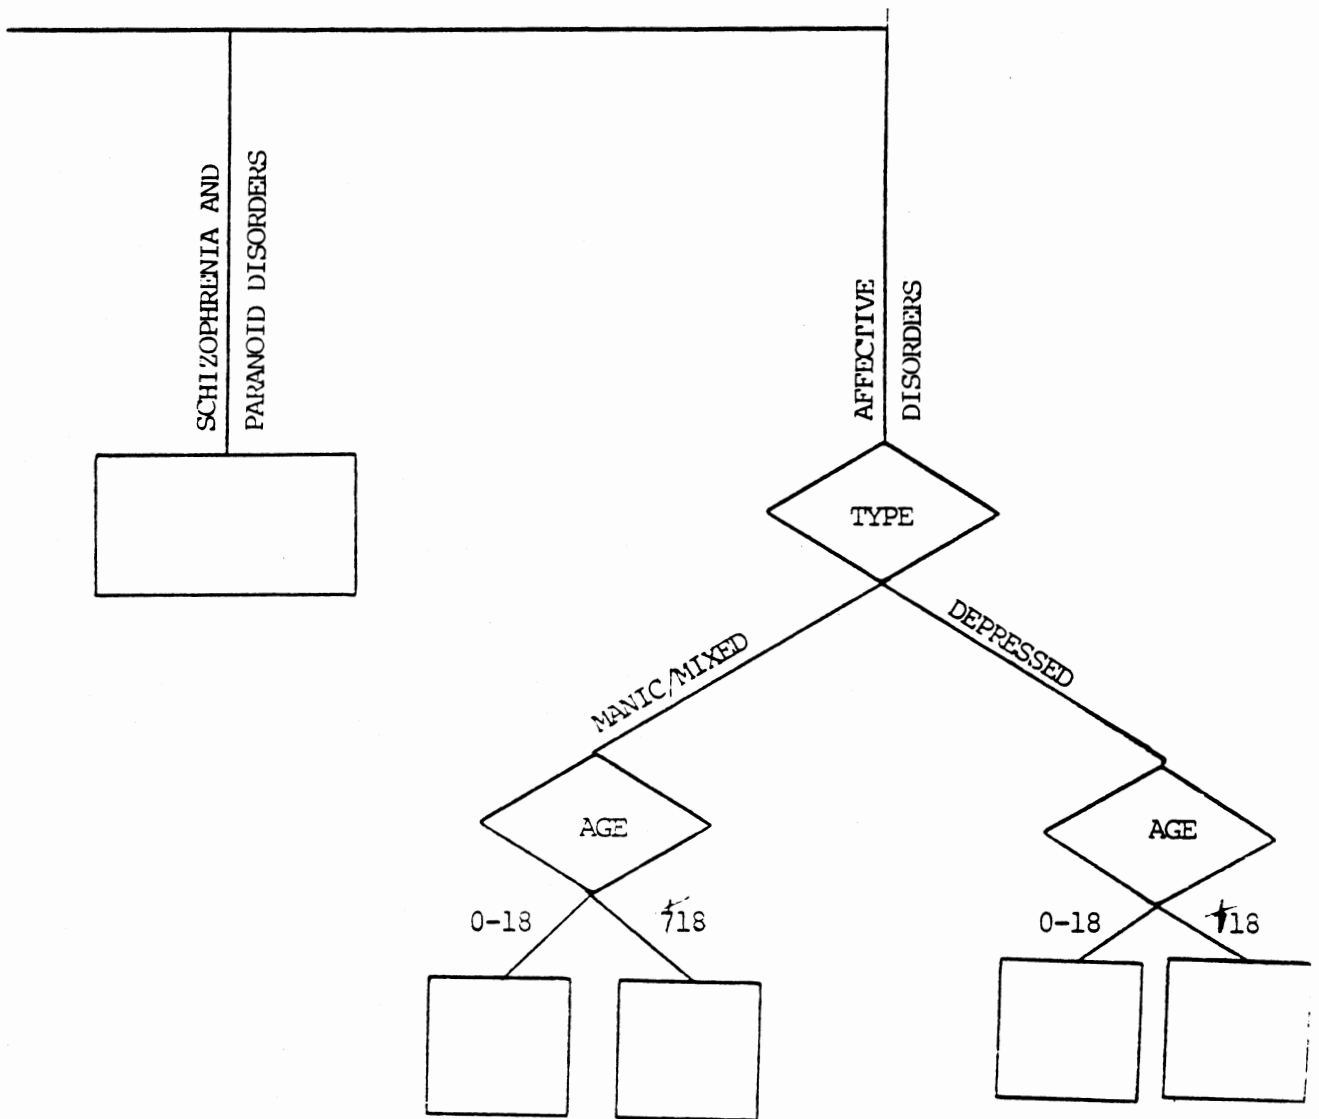 SCHIZOPHRENIA AND
PARANOID DISORDERS
AFFECTIVE
DISORDERS
TYPE
MANIC/MIXED
DEPRESSED
AGE
AGE
0-18
+18
0-18
+18